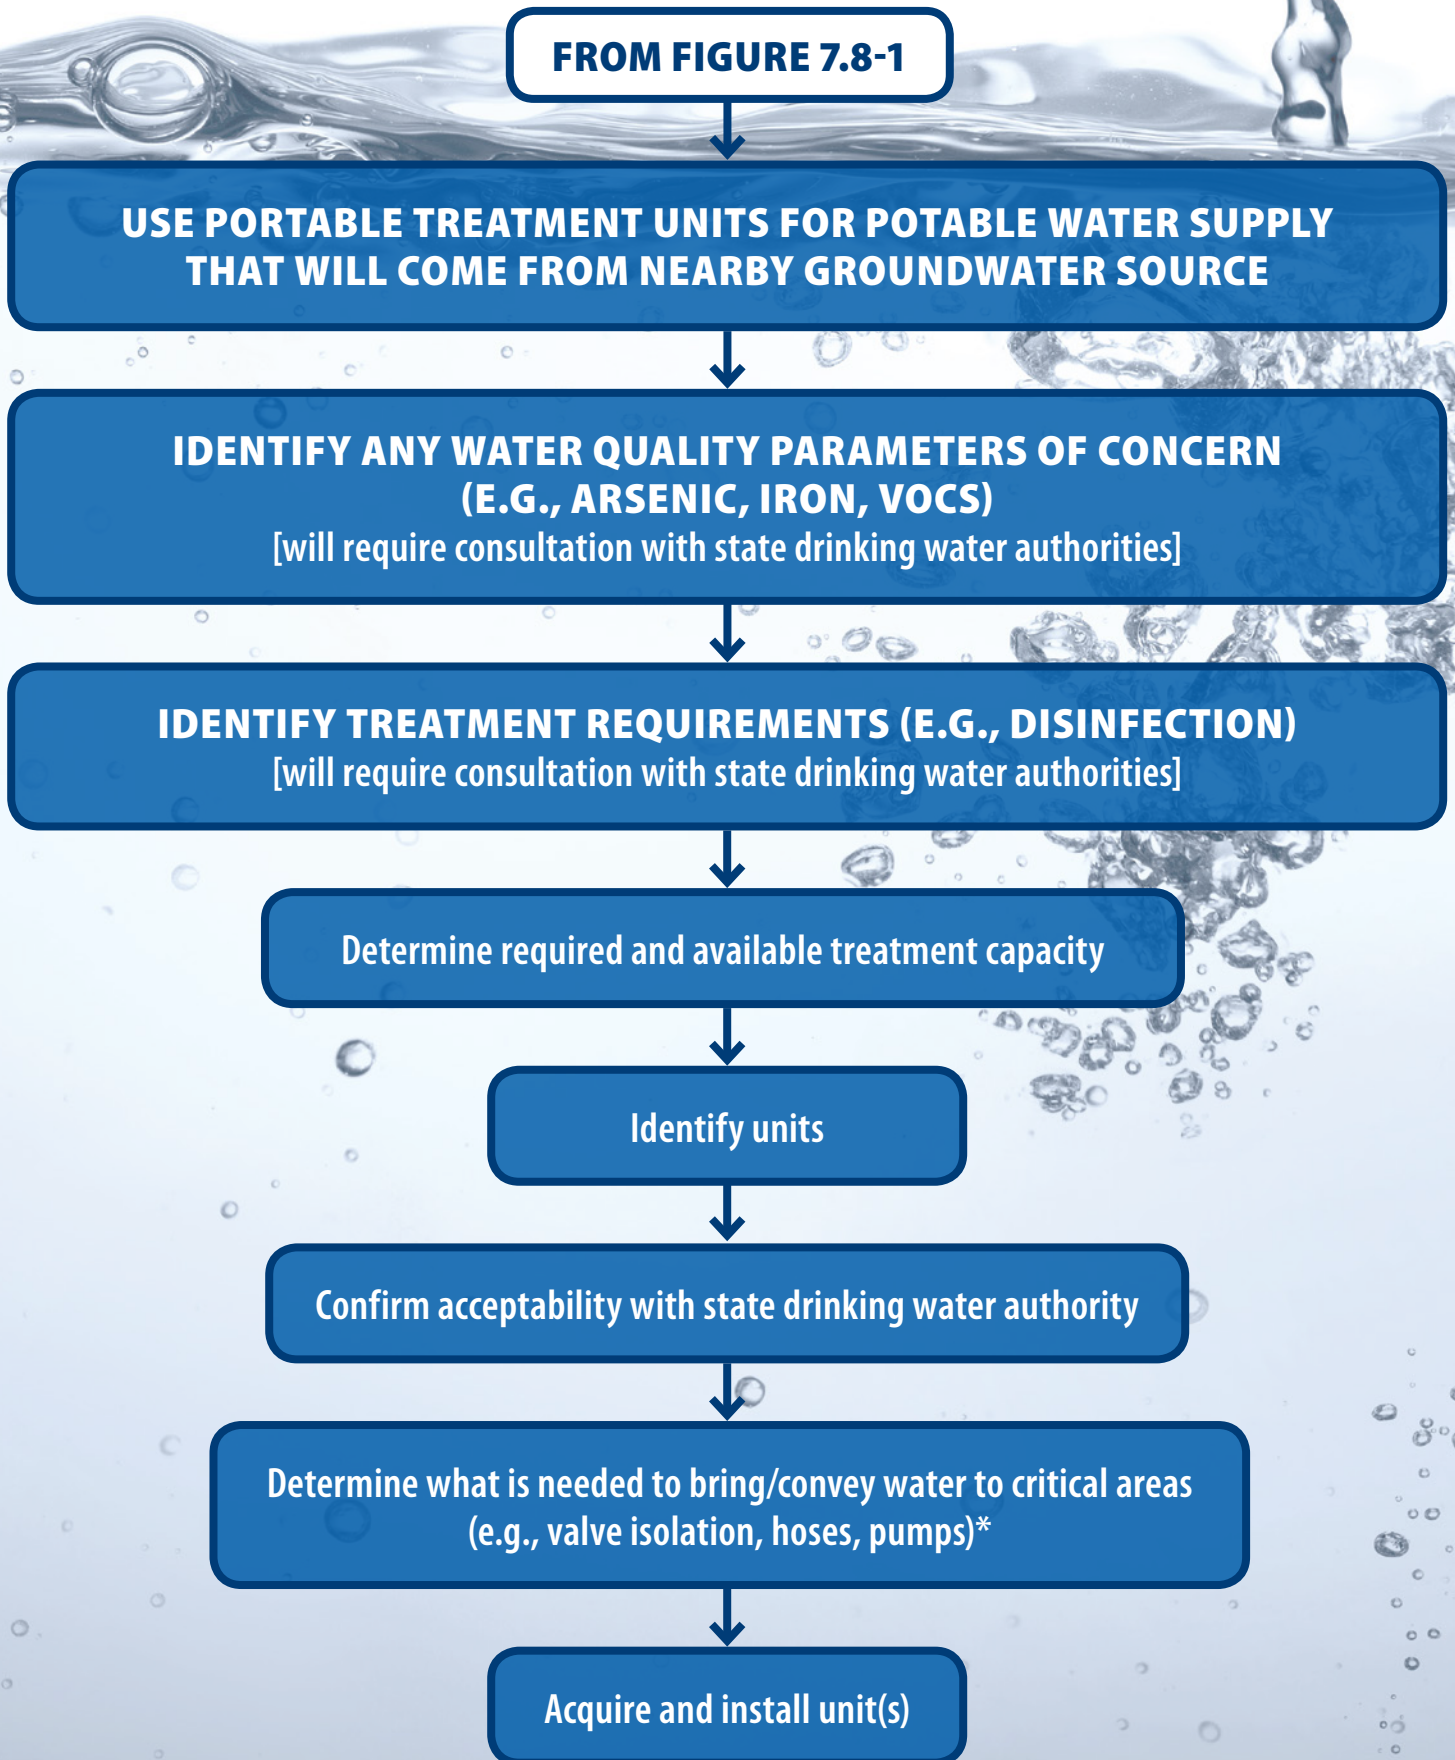 FROM FIGURE 7.8-1
USE PORTABLE TREATMENT UNITS FOR POTABLE WATER SUPPLY
THAT WILL COME FROM NEARBY GROUNDWATER SOURCE
IDENTIFY ANY WATER QUALITY PARAMETERS OF CONCERN
(E.G., ARSENIC, IRON, VOCS)
[will require consultation with state drinking water authorities]
IDENTIFY TREATMENT REQUIREMENTS (E.G., DISINFECTION)
[will require consultation with state drinking water authorities]
Determine required and available treatment capacity
Identify units
Confirm acceptability with state drinking water authority
Determine what is needed to bring/convey water to critical areas
(e.g., valve isolation, hoses, pumps)*
Acquire and install unit(s)